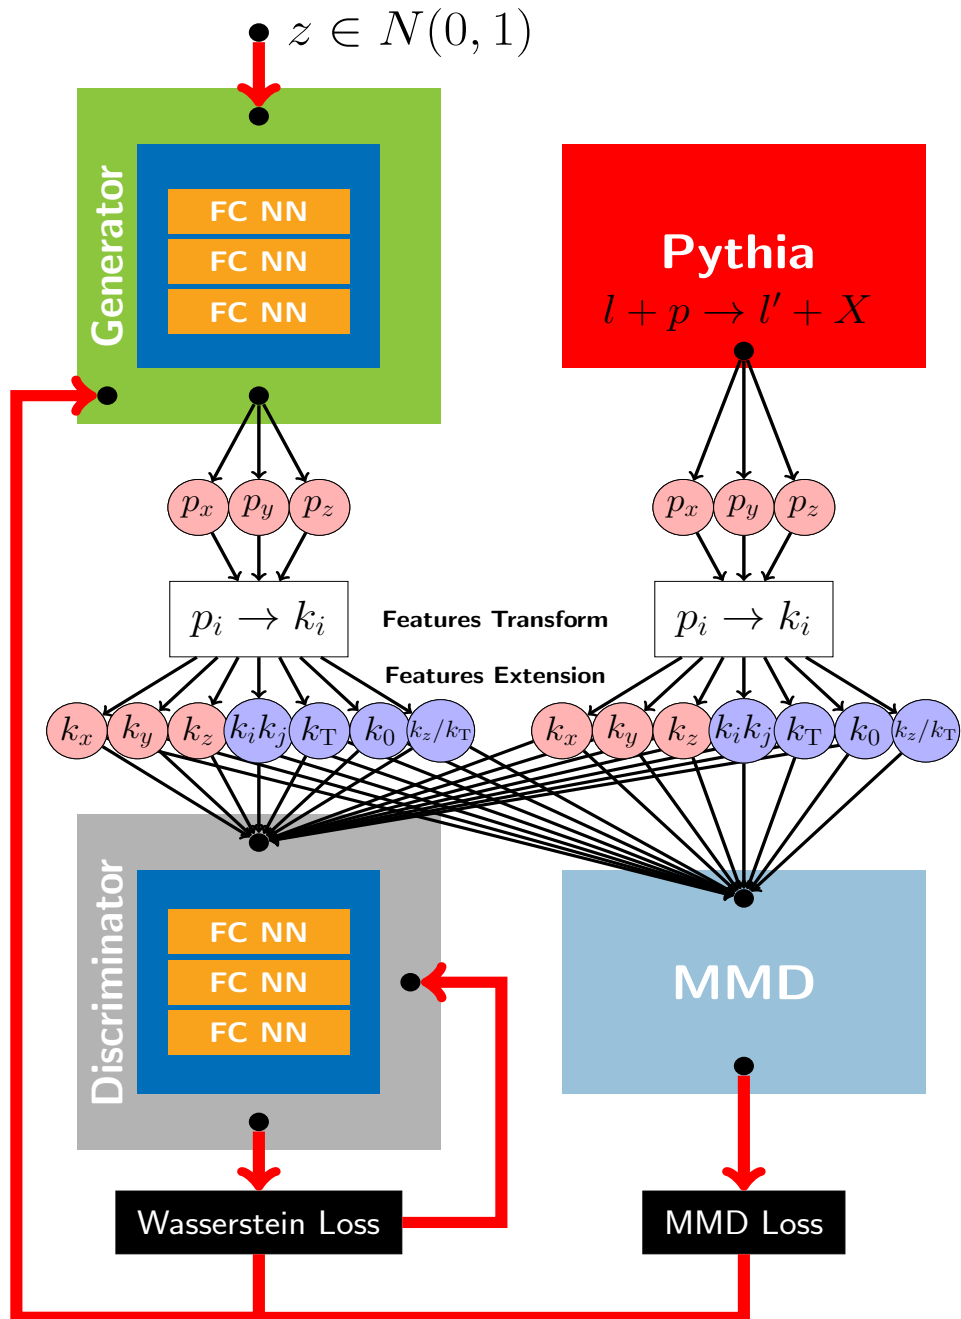 z ∈ N(0, 1)
Generator
FC NN
FC NN
FC NN
Pythia
l + p → l′ + X
p_x p_y p_z
p_x p_y p_z
p_i → k_i
Features Transform
p_i → k_i
Features Extension
k_x k_y k_z k_ik_j k_T k_0 k_z/k_T
k_x k_y k_z k_ik_j k_T k_0 k_z/k_T
Discriminator
FC NN
FC NN
FC NN
MMD
Wasserstein Loss
MMD Loss